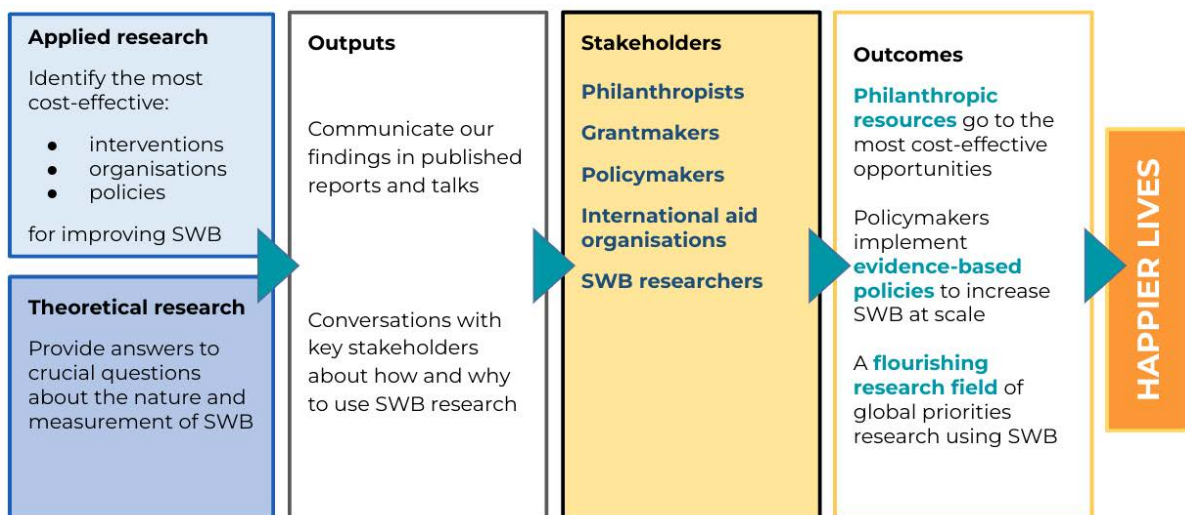 Applied research
Identify the most
cost-effective:
● interventions
● organisations
● policies
for improving SWB
Theoretical research
Provide answers to
crucial questions
about the nature and
measurement of SWB
Outputs
Communicate our
findings in published
reports and talks
Conversations with
key stakeholders
about how and why
to use SWB research
Stakeholders
Philanthropists
Grantmakers
Policymakers
International aid
organisations
SWB researchers
Outcomes
Philanthropic
resources go to the
most cost-effective
opportunities
Policymakers
implement
evidence-based
policies to increase
SWB at scale
A flourishing
research field of
global priorities
research using SWB
HAPPIER LIVES